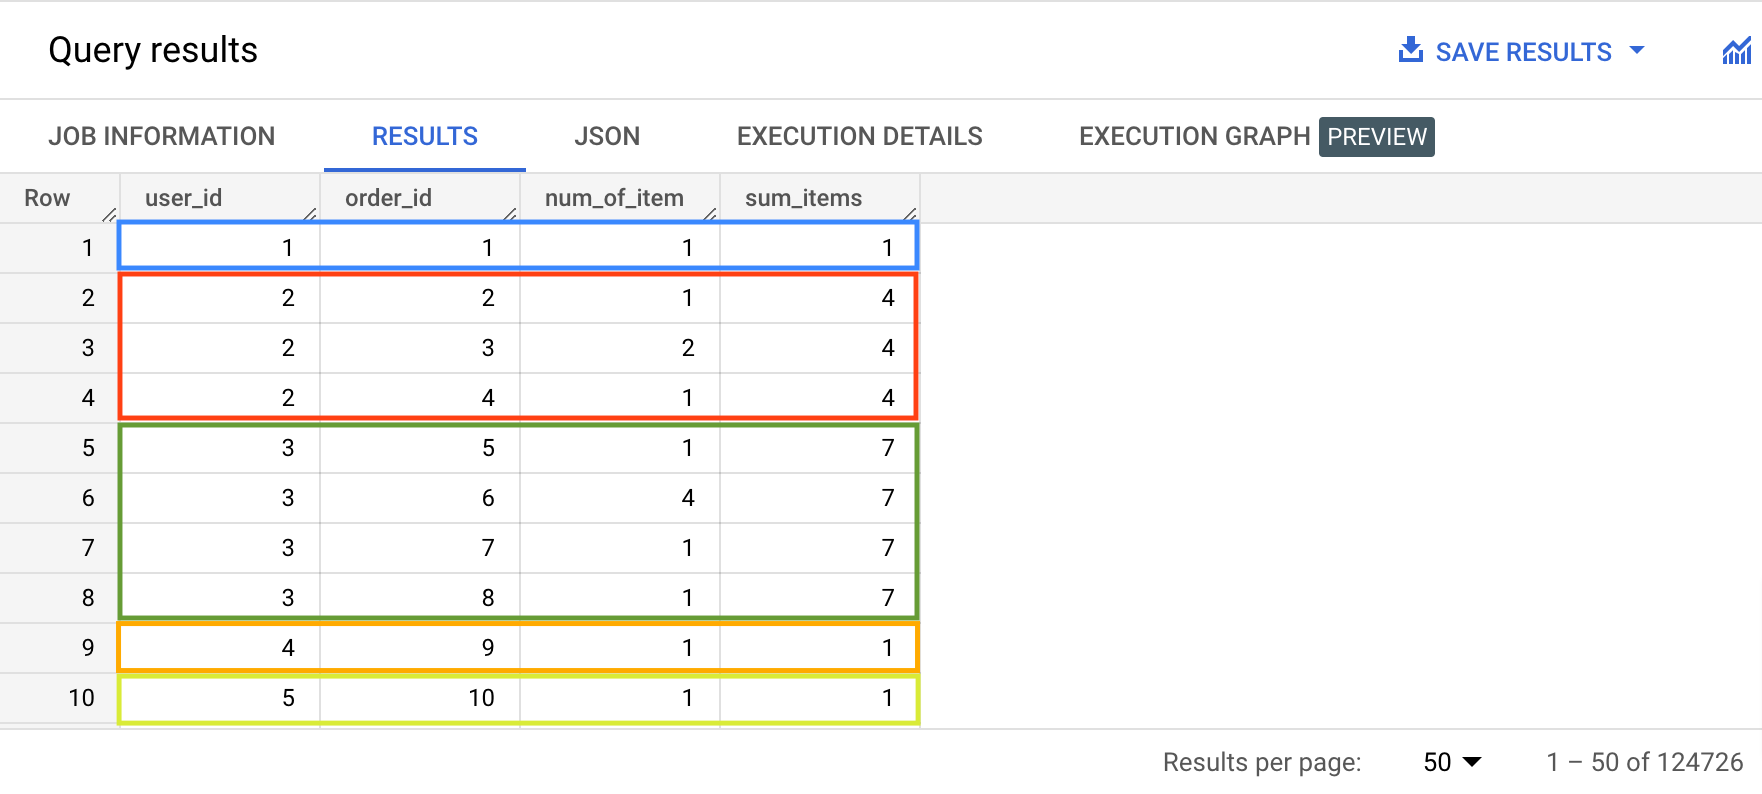 Query results SAVE RESULTS
JOB INFORMATION RESULTS JSON EXECUTION DETAILS EXECUTION GRAPH PREVIEW
Row user_id order_id num_of_item sum_items
1 1 1 1 1
2 2 2 1 4
3 2 3 2 4
4 2 4 1 4
5 3 5 1 7
6 3 6 4 7
7 3 7 1 7
8 3 8 1 7
9 4 9 1 1
10 5 10 1 1
Results per page: 50 1 – 50 of 124726